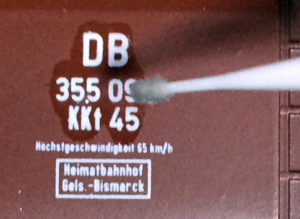 DB
355 09
KKt 45
Höchstgeschwindigkeit 65 km/h
Heimatbahnhof
Gels.-Bismarck